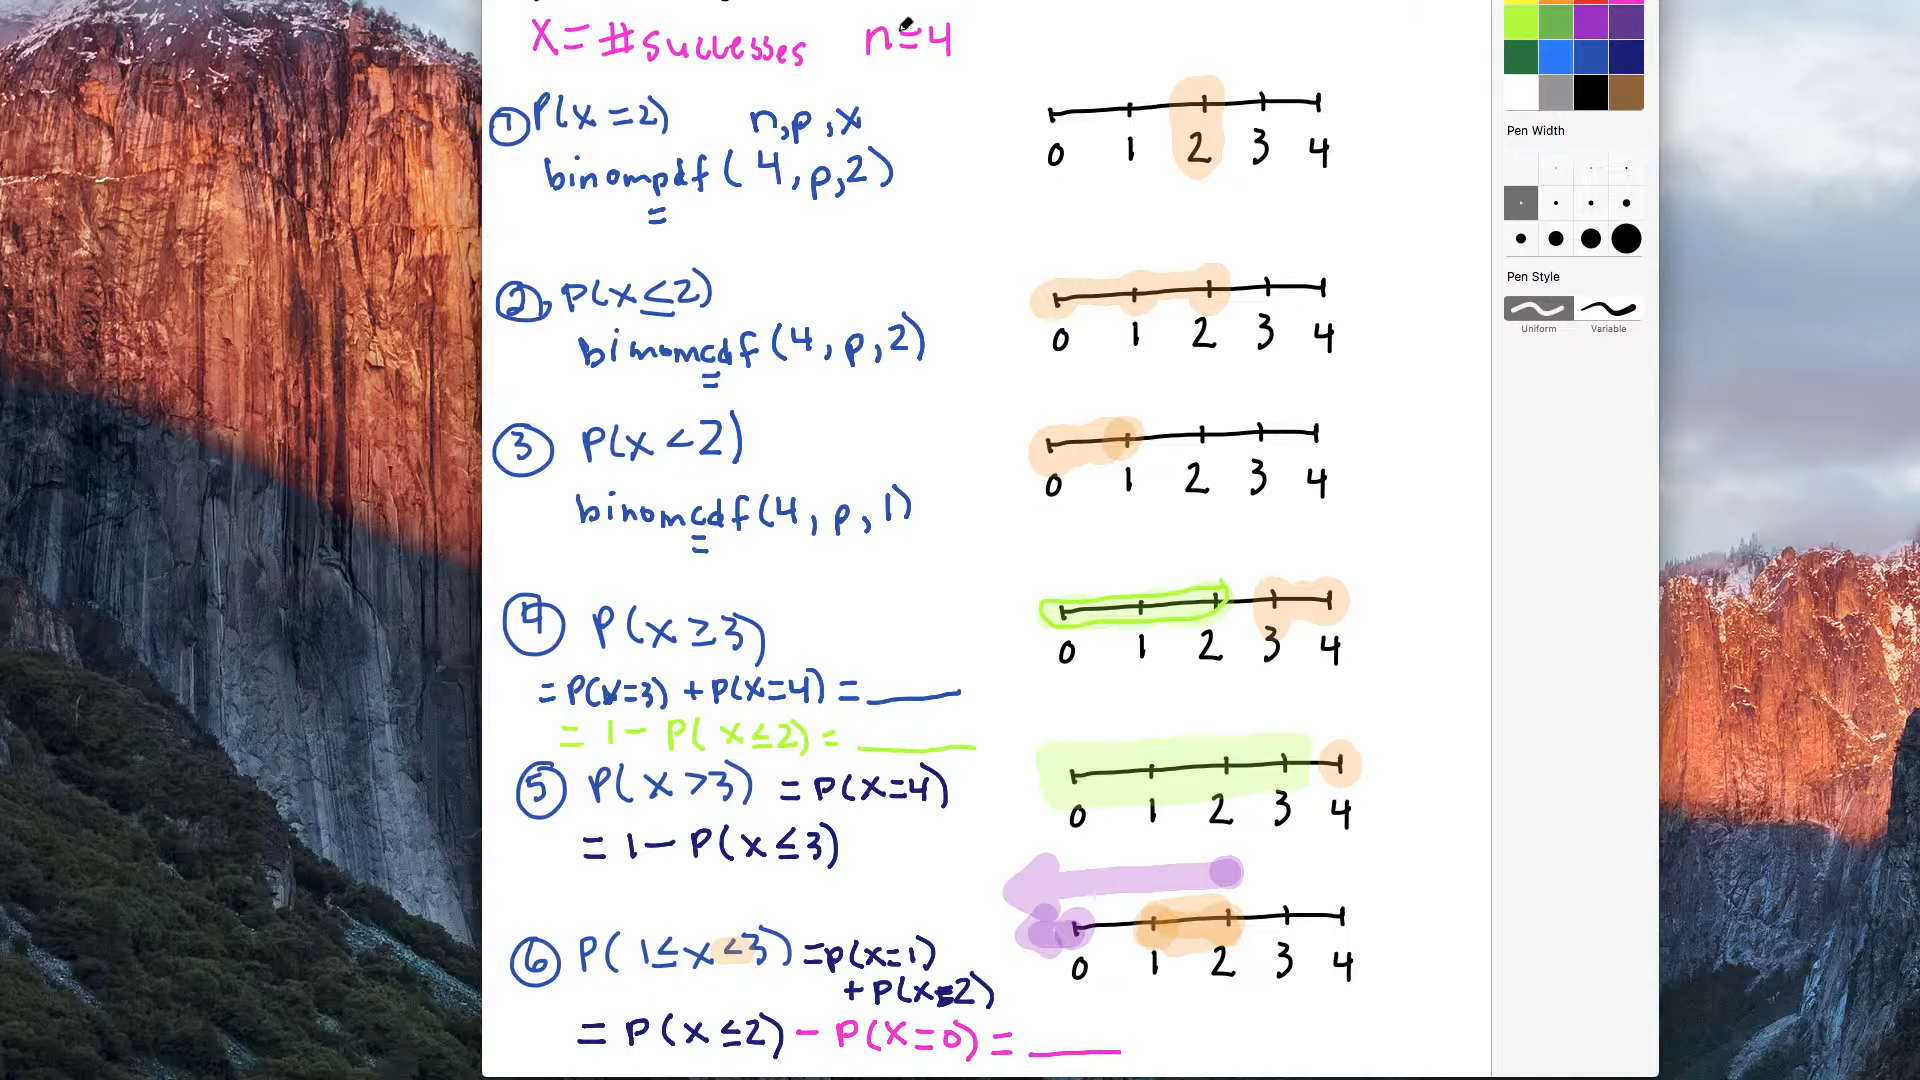 X = # successes n = 4
① P(X = 2) n, p, x
binompdf ( 4, p, 2 )
0 1 2 3 4
② P(X ≤ 2)
binomcdf ( 4, p, 2 )
0 1 2 3 4
③ P(X < 2)
binomcdf ( 4, p, 1 )
0 1 2 3 4
④ P(X ≥ 3)
= P(X=3) + P(X=4) = ____
= 1 - P( X ≤ 2) = ____
0 1 2 3 4
⑤ P( X > 3) = P(X=4)
= 1 - P( X ≤ 3)
0 1 2 3 4
⑥ P( 1 ≤ X < 3) = P(X=1)
+ P(X=2)
= P(X ≤ 2) - P(X = 0) = ____
0 1 2 3 4
Pen Width
Pen Style
Uniform Variable